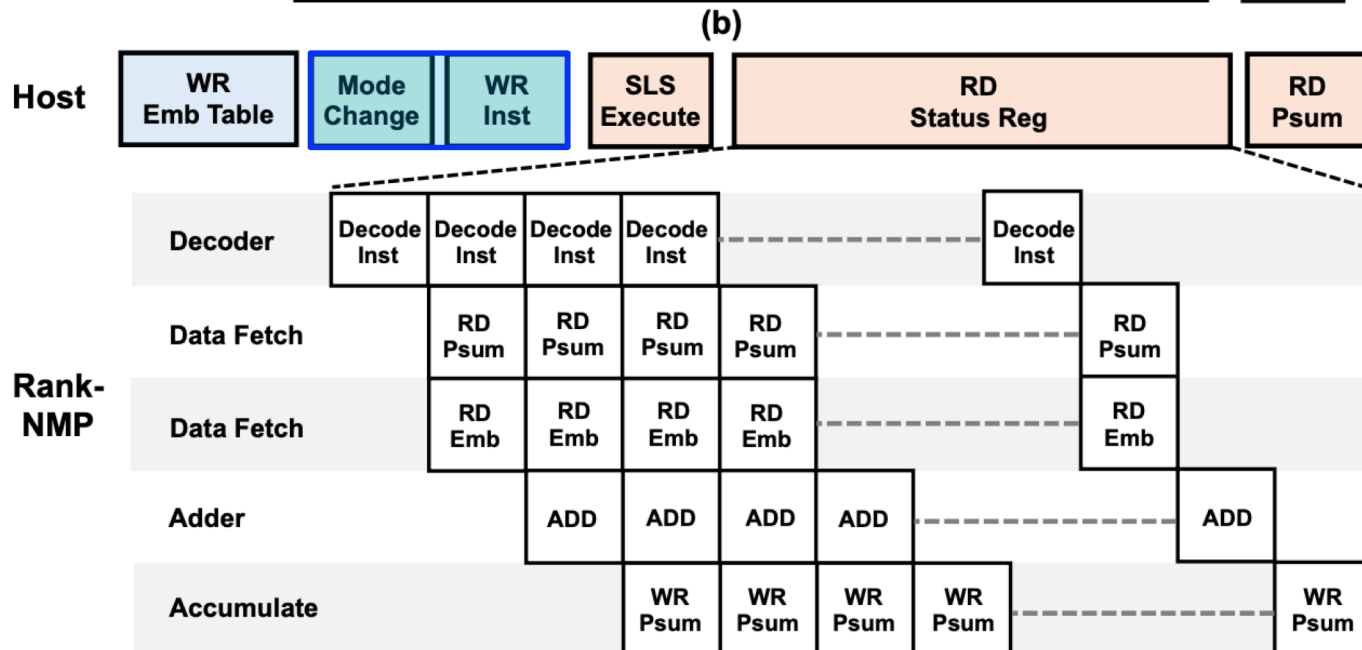 (b)
Host
WR
Emb Table
Mode
Change
WR
Inst
SLS
Execute
RD
Status Reg
RD
Psum
Rank-
NMP
Decoder
Decode
Inst
Decode
Inst
Decode
Inst
Decode
Inst
Decode
Inst
Data Fetch
RD
Psum
RD
Psum
RD
Psum
RD
Psum
RD
Psum
Data Fetch
RD
Emb
RD
Emb
RD
Emb
RD
Emb
RD
Emb
Adder
ADD
ADD
ADD
ADD
ADD
Accumulate
WR
Psum
WR
Psum
WR
Psum
WR
Psum
WR
Psum